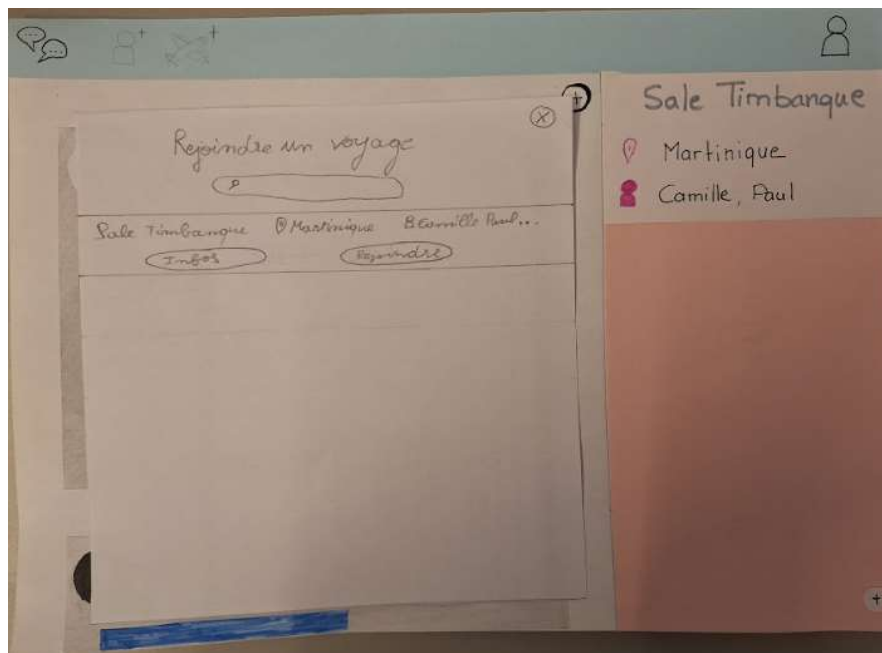 Rejoindre un voyage
Sale Timbanque Martinique Camille Paul...
Infos Rejoindre
Sale Timbanque
Martinique
Camille, Paul